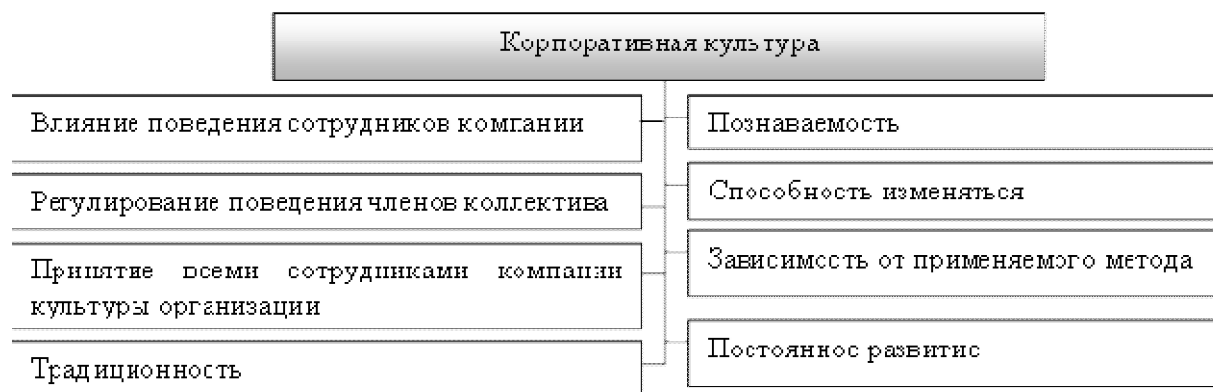 Корпоративная культура
Влияние поведения сотрудников компании
Регулирование поведения членов коллектива
Принятие всеми сотрудниками компании
культуры организации
Традиционность
Познаваемость
Способность изменяться
Зависимость от применяемого метода
Постоянное развитие